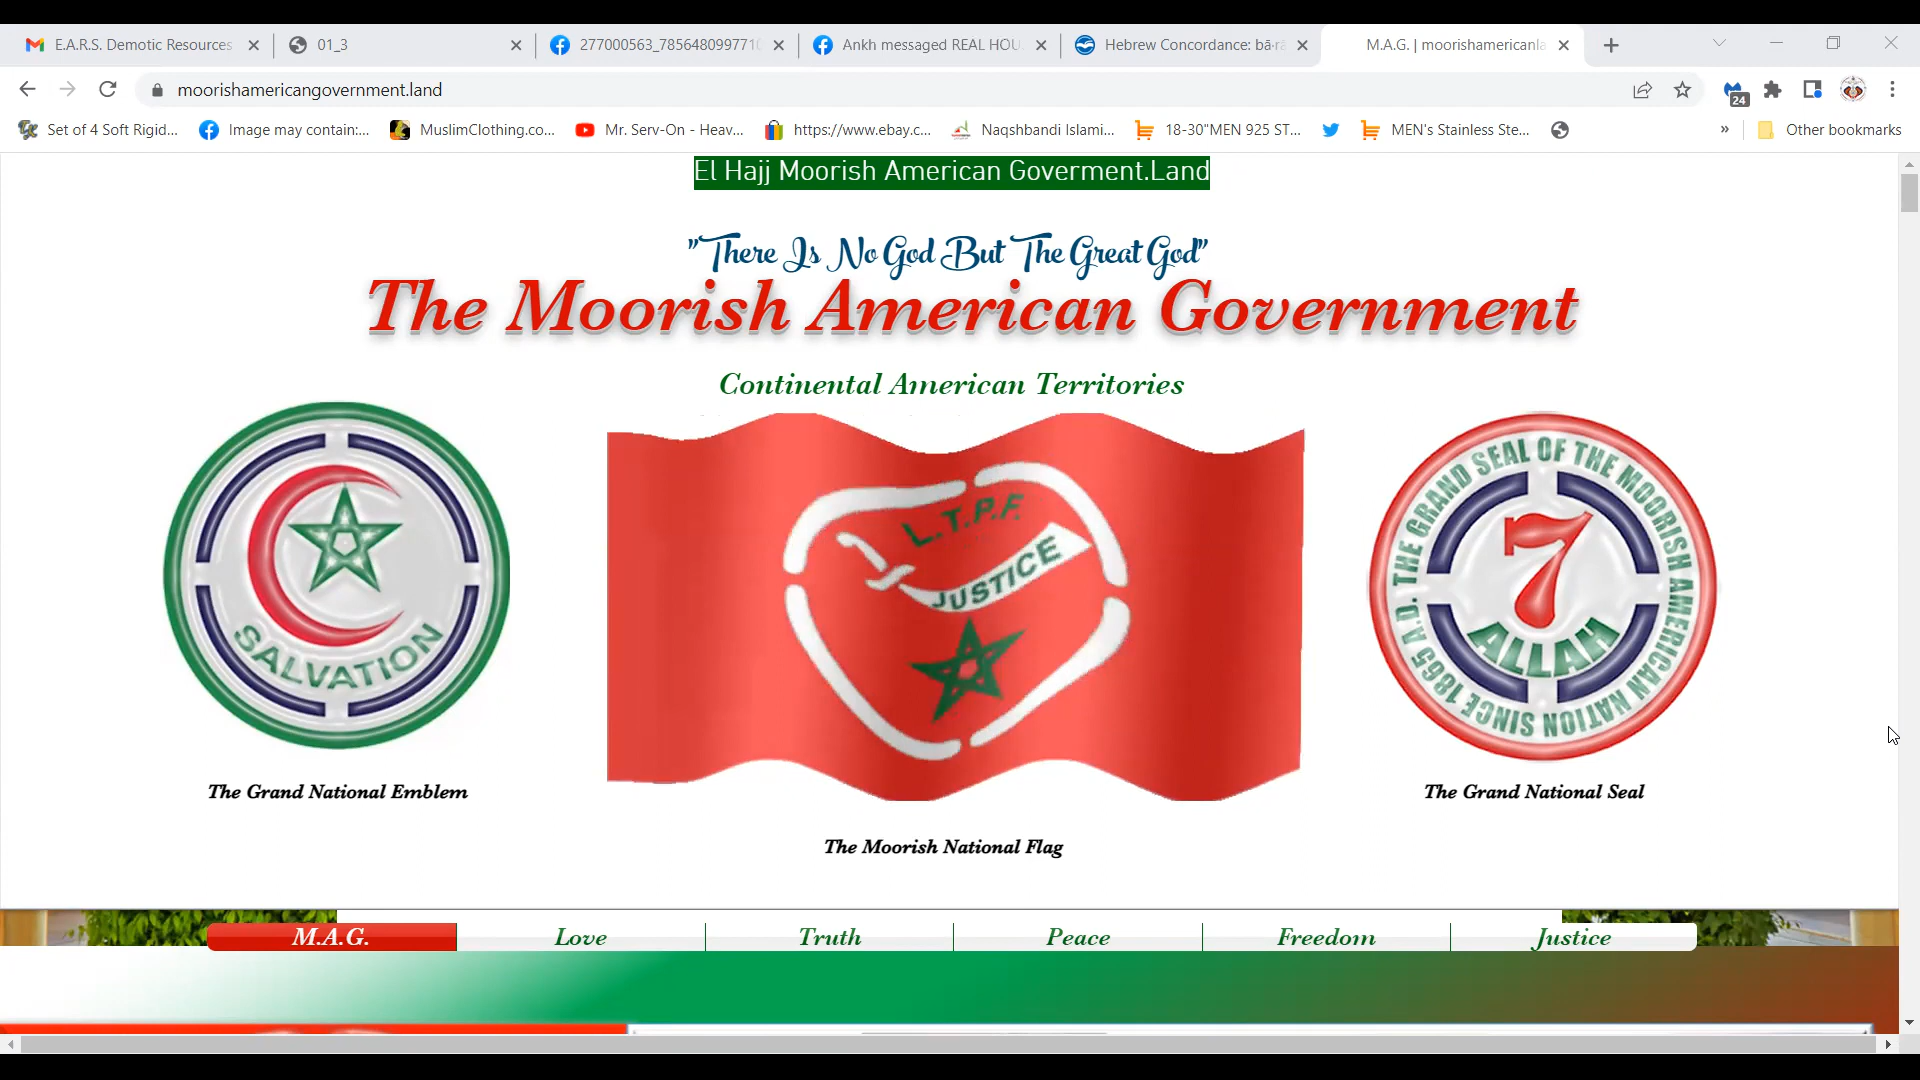 E.A.R.S. Demotic Resources
01_3
277000563_785648099771
Ankh messaged REAL HOU
Hebrew Concordance: bā·r
M.A.G. | moorishamericanla
moorishamericangovernment.land
24
Set of 4 Soft Rigid...
Image may contain:...
MuslimClothing.co...
Mr. Serv-On - Heav...
https://www.ebay.c...
Naqshbandi Islami...
18-30"MEN 925 ST...
MEN's Stainless Ste...
»
Other bookmarks
El Hajj Moorish American Goverment.Land
"There Is No God But The Great God"
The Moorish American Government
Continental American Territories
SALVATION
L.T.P.F.
JUSTICE
THE GRAND SEAL OF THE MOORISH AMERICAN NATION SINCE 1865 A.D.
7
ALLAH
The Grand National Emblem
The Grand National Seal
The Moorish National Flag
M.A.G.
Love
Truth
Peace
Freedom
Justice